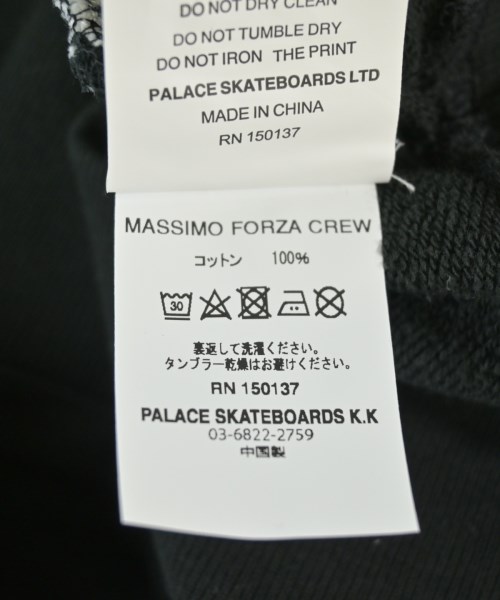 DO NOT DRY CLEAN
DO NOT TUMBLE DRY
DO NOT IRON THE PRINT
PALACE SKATEBOARDS LTD
MADE IN CHINA
RN 150137
MASSIMO FORZA CREW
コットン 100%
30
裏返して洗濯ください。
タンブラー乾燥はお避けください。
RN 150137
PALACE SKATEBOARDS K.K
03-6822-2759
中国製